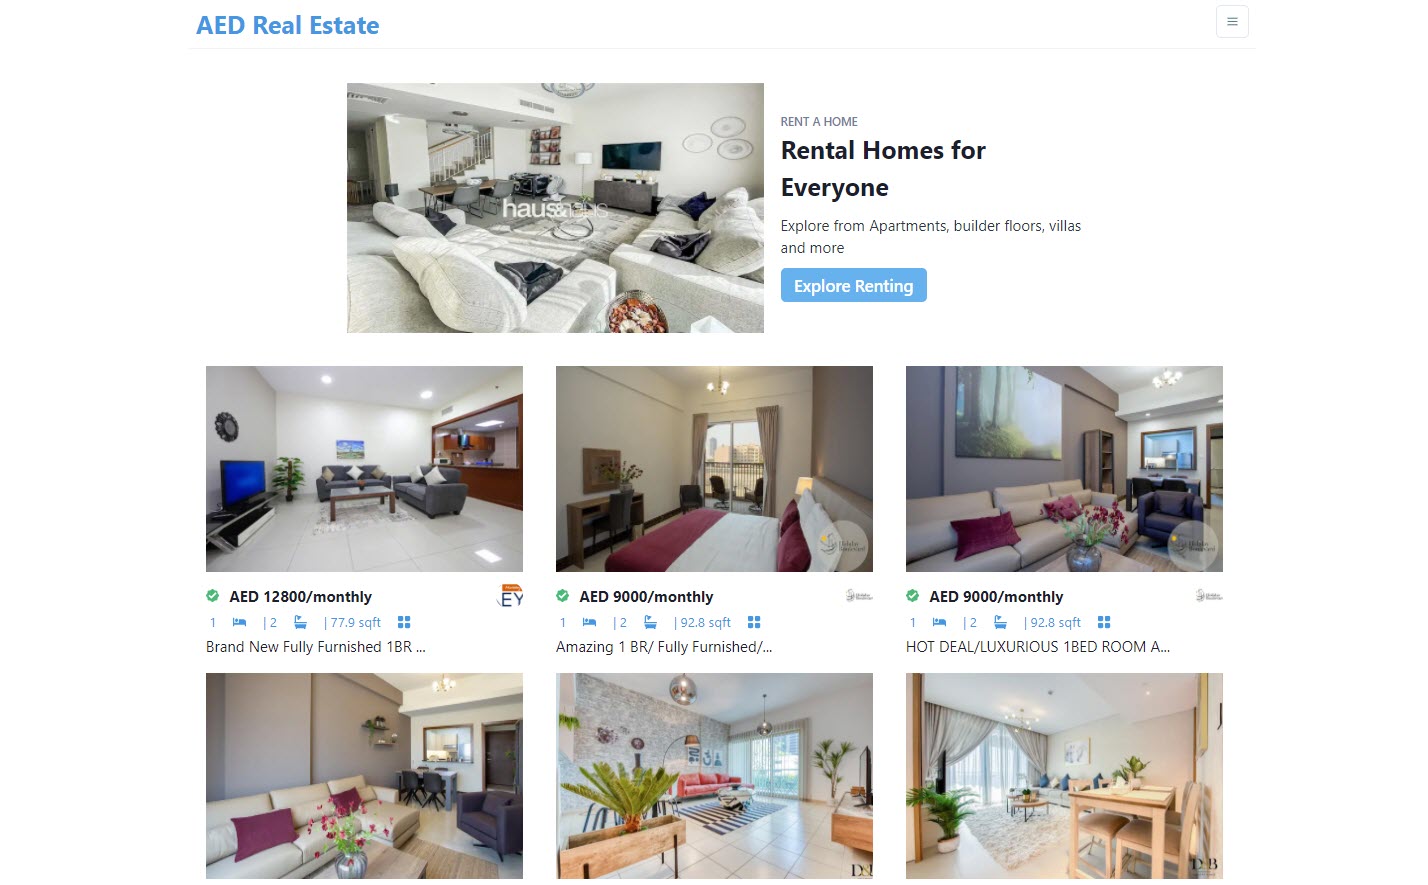 AED Real Estate
haus&haus
RENT A HOME
Rental Homes for
Everyone
Explore from Apartments, builder floors, villas
and more
Explore Renting
AED 12800/monthly
EY
1 | 2 | 77.9 sqft
Brand New Fully Furnished 1BR ...
AED 9000/monthly
1 | 2 | 92.8 sqft
Amazing 1 BR/ Fully Furnished/...
AED 9000/monthly
1 | 2 | 92.8 sqft
HOT DEAL/LUXURIOUS 1BED ROOM A...
D&B